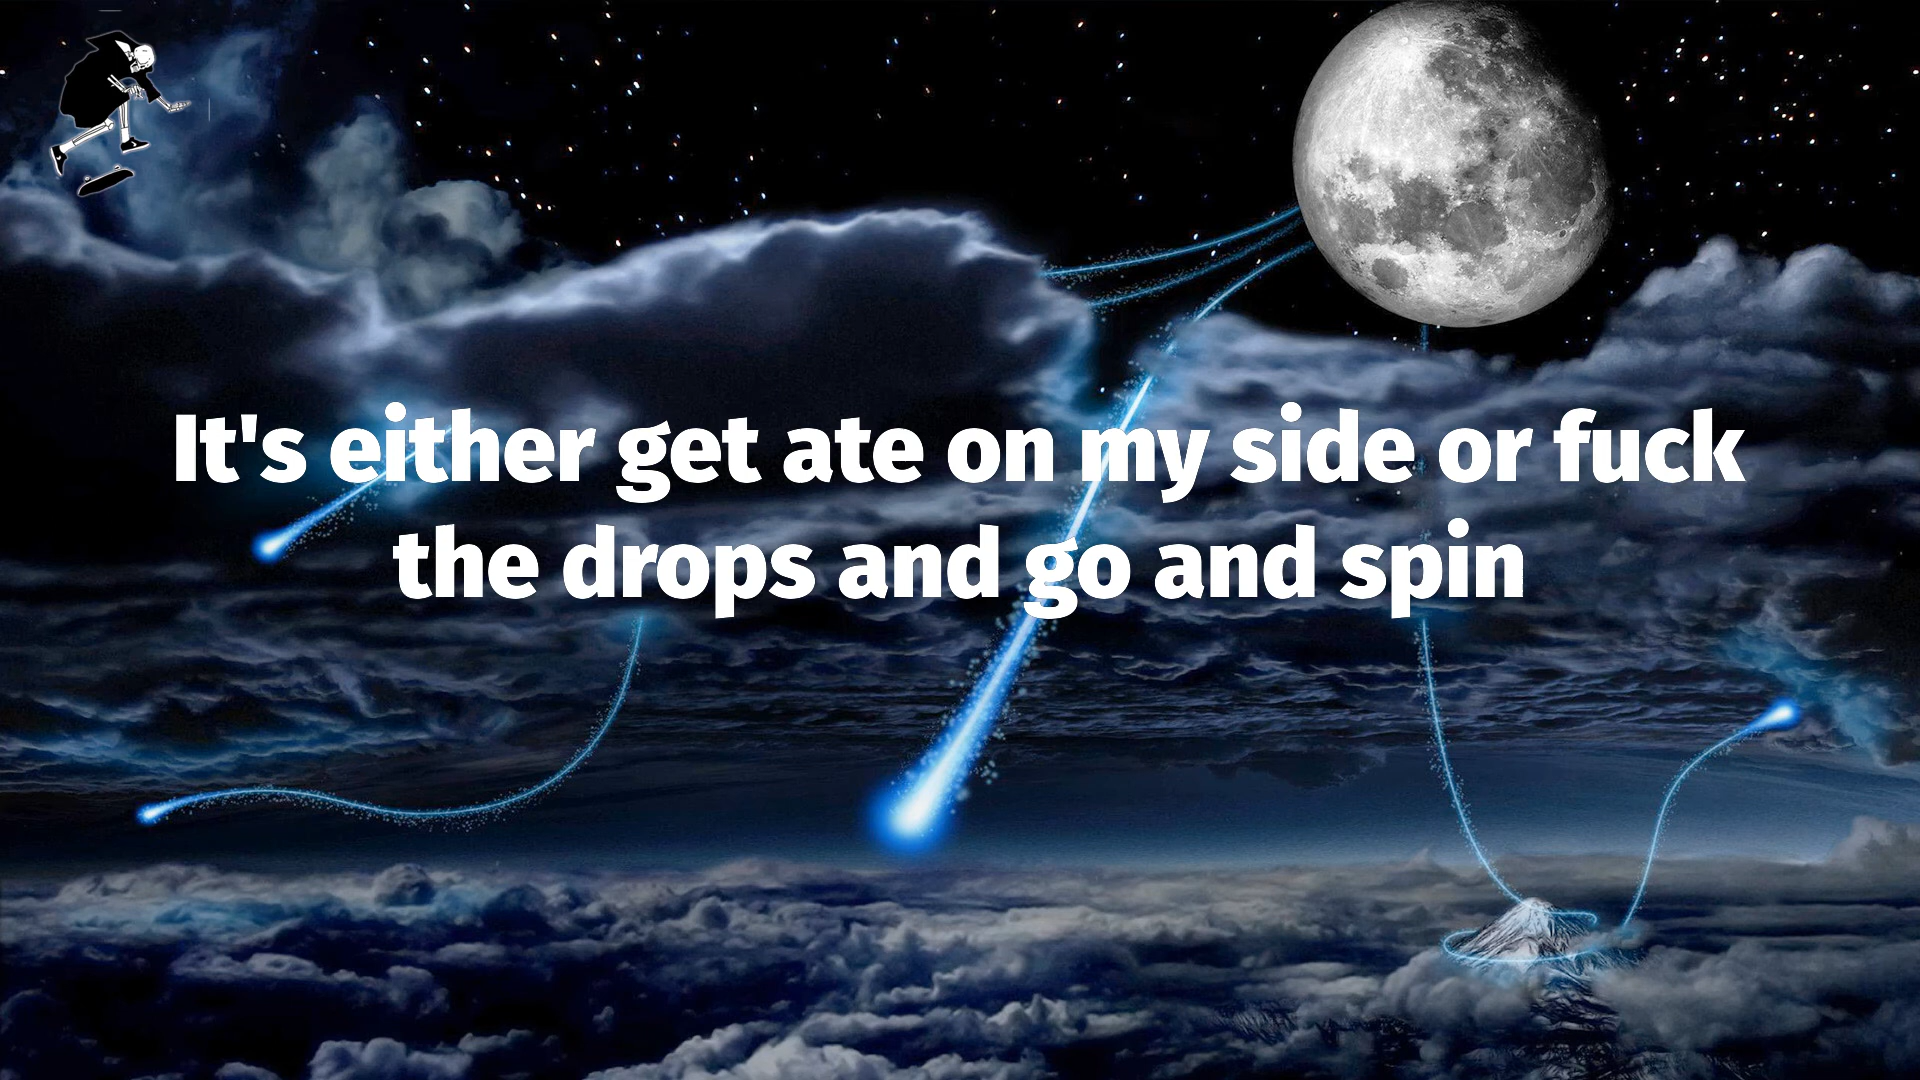 It's either get ate on my side or fuck
the drops and go and spin